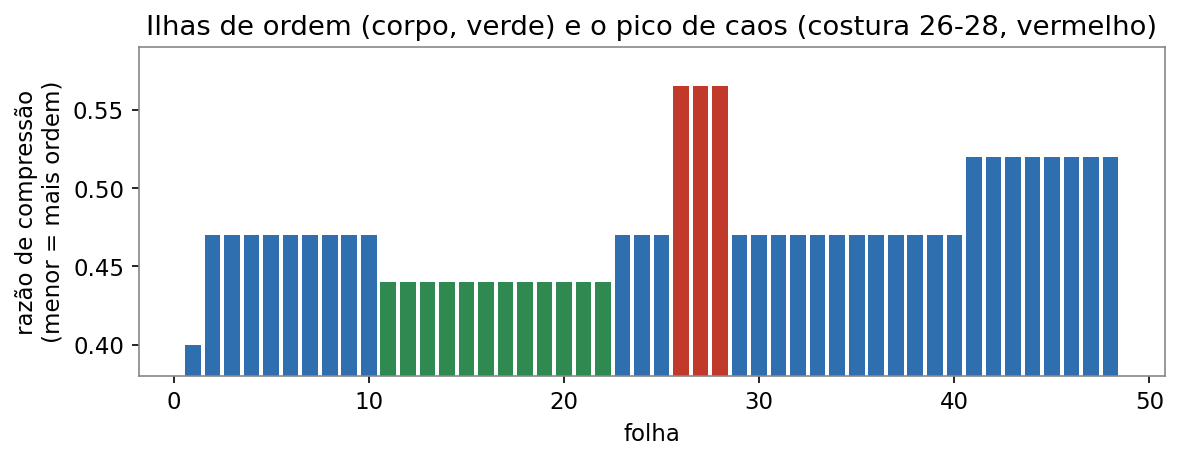 Ilhas de ordem (corpo, verde) e o pico de caos (costura 26-28, vermelho)
razão de compressão
(menor = mais ordem)
0.55
0.50
0.45
0.40
0 10 20 30 40 50
folha